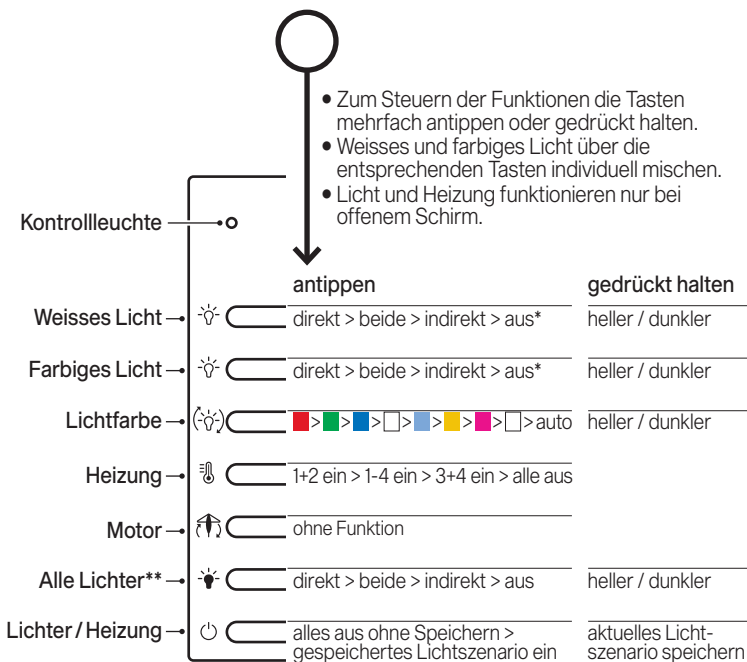 • Zum Steuern der Funktionen die Tasten
mehrfach antippen oder gedrückt halten.
• Weisses und farbiges Licht über die
entsprechenden Tasten individuell mischen.
• Licht und Heizung funktionieren nur bei
offenem Schirm.
Kontrollleuchte
antippen gedrückt halten
Weisses Licht direkt > beide > indirekt > aus* heller / dunkler
Farbiges Licht direkt > beide > indirekt > aus* heller / dunkler
Lichtfarbe > > > > > > > > auto heller / dunkler
Heizung 1+2 ein > 1-4 ein > 3+4 ein > alle aus
Motor ohne Funktion
Alle Lichter** direkt > beide > indirekt > aus heller / dunkler
Lichter / Heizung alles aus ohne Speichern > aktuelles Licht-
gespeichertes Lichtszenario ein szenario speichern